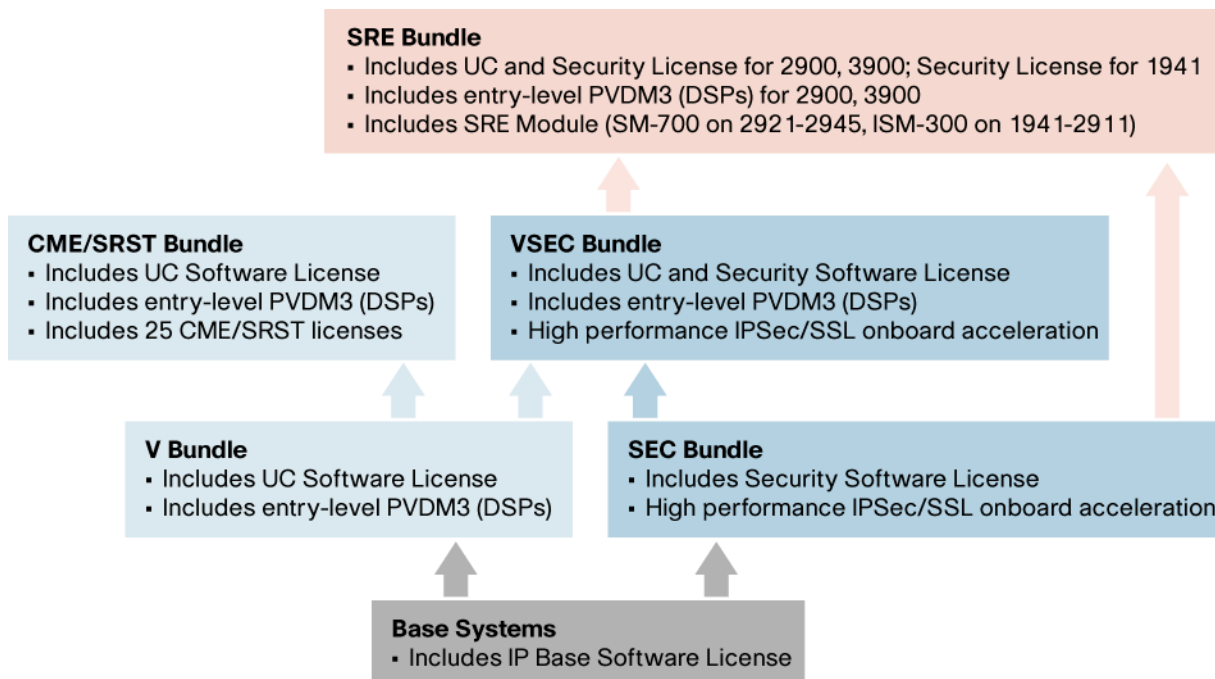 SRE Bundle
▪ Includes UC and Security License for 2900, 3900; Security License for 1941
▪ Includes entry-level PVDM3 (DSPs) for 2900, 3900
▪ Includes SRE Module (SM-700 on 2921-2945, ISM-300 on 1941-2911)
CME/SRST Bundle
▪ Includes UC Software License
▪ Includes entry-level PVDM3 (DSPs)
▪ Includes 25 CME/SRST licenses
VSEC Bundle
▪ Includes UC and Security Software License
▪ Includes entry-level PVDM3 (DSPs)
▪ High performance IPSec/SSL onboard acceleration
V Bundle
▪ Includes UC Software License
▪ Includes entry-level PVDM3 (DSPs)
SEC Bundle
▪ Includes Security Software License
▪ High performance IPSec/SSL onboard acceleration
Base Systems
▪ Includes IP Base Software License